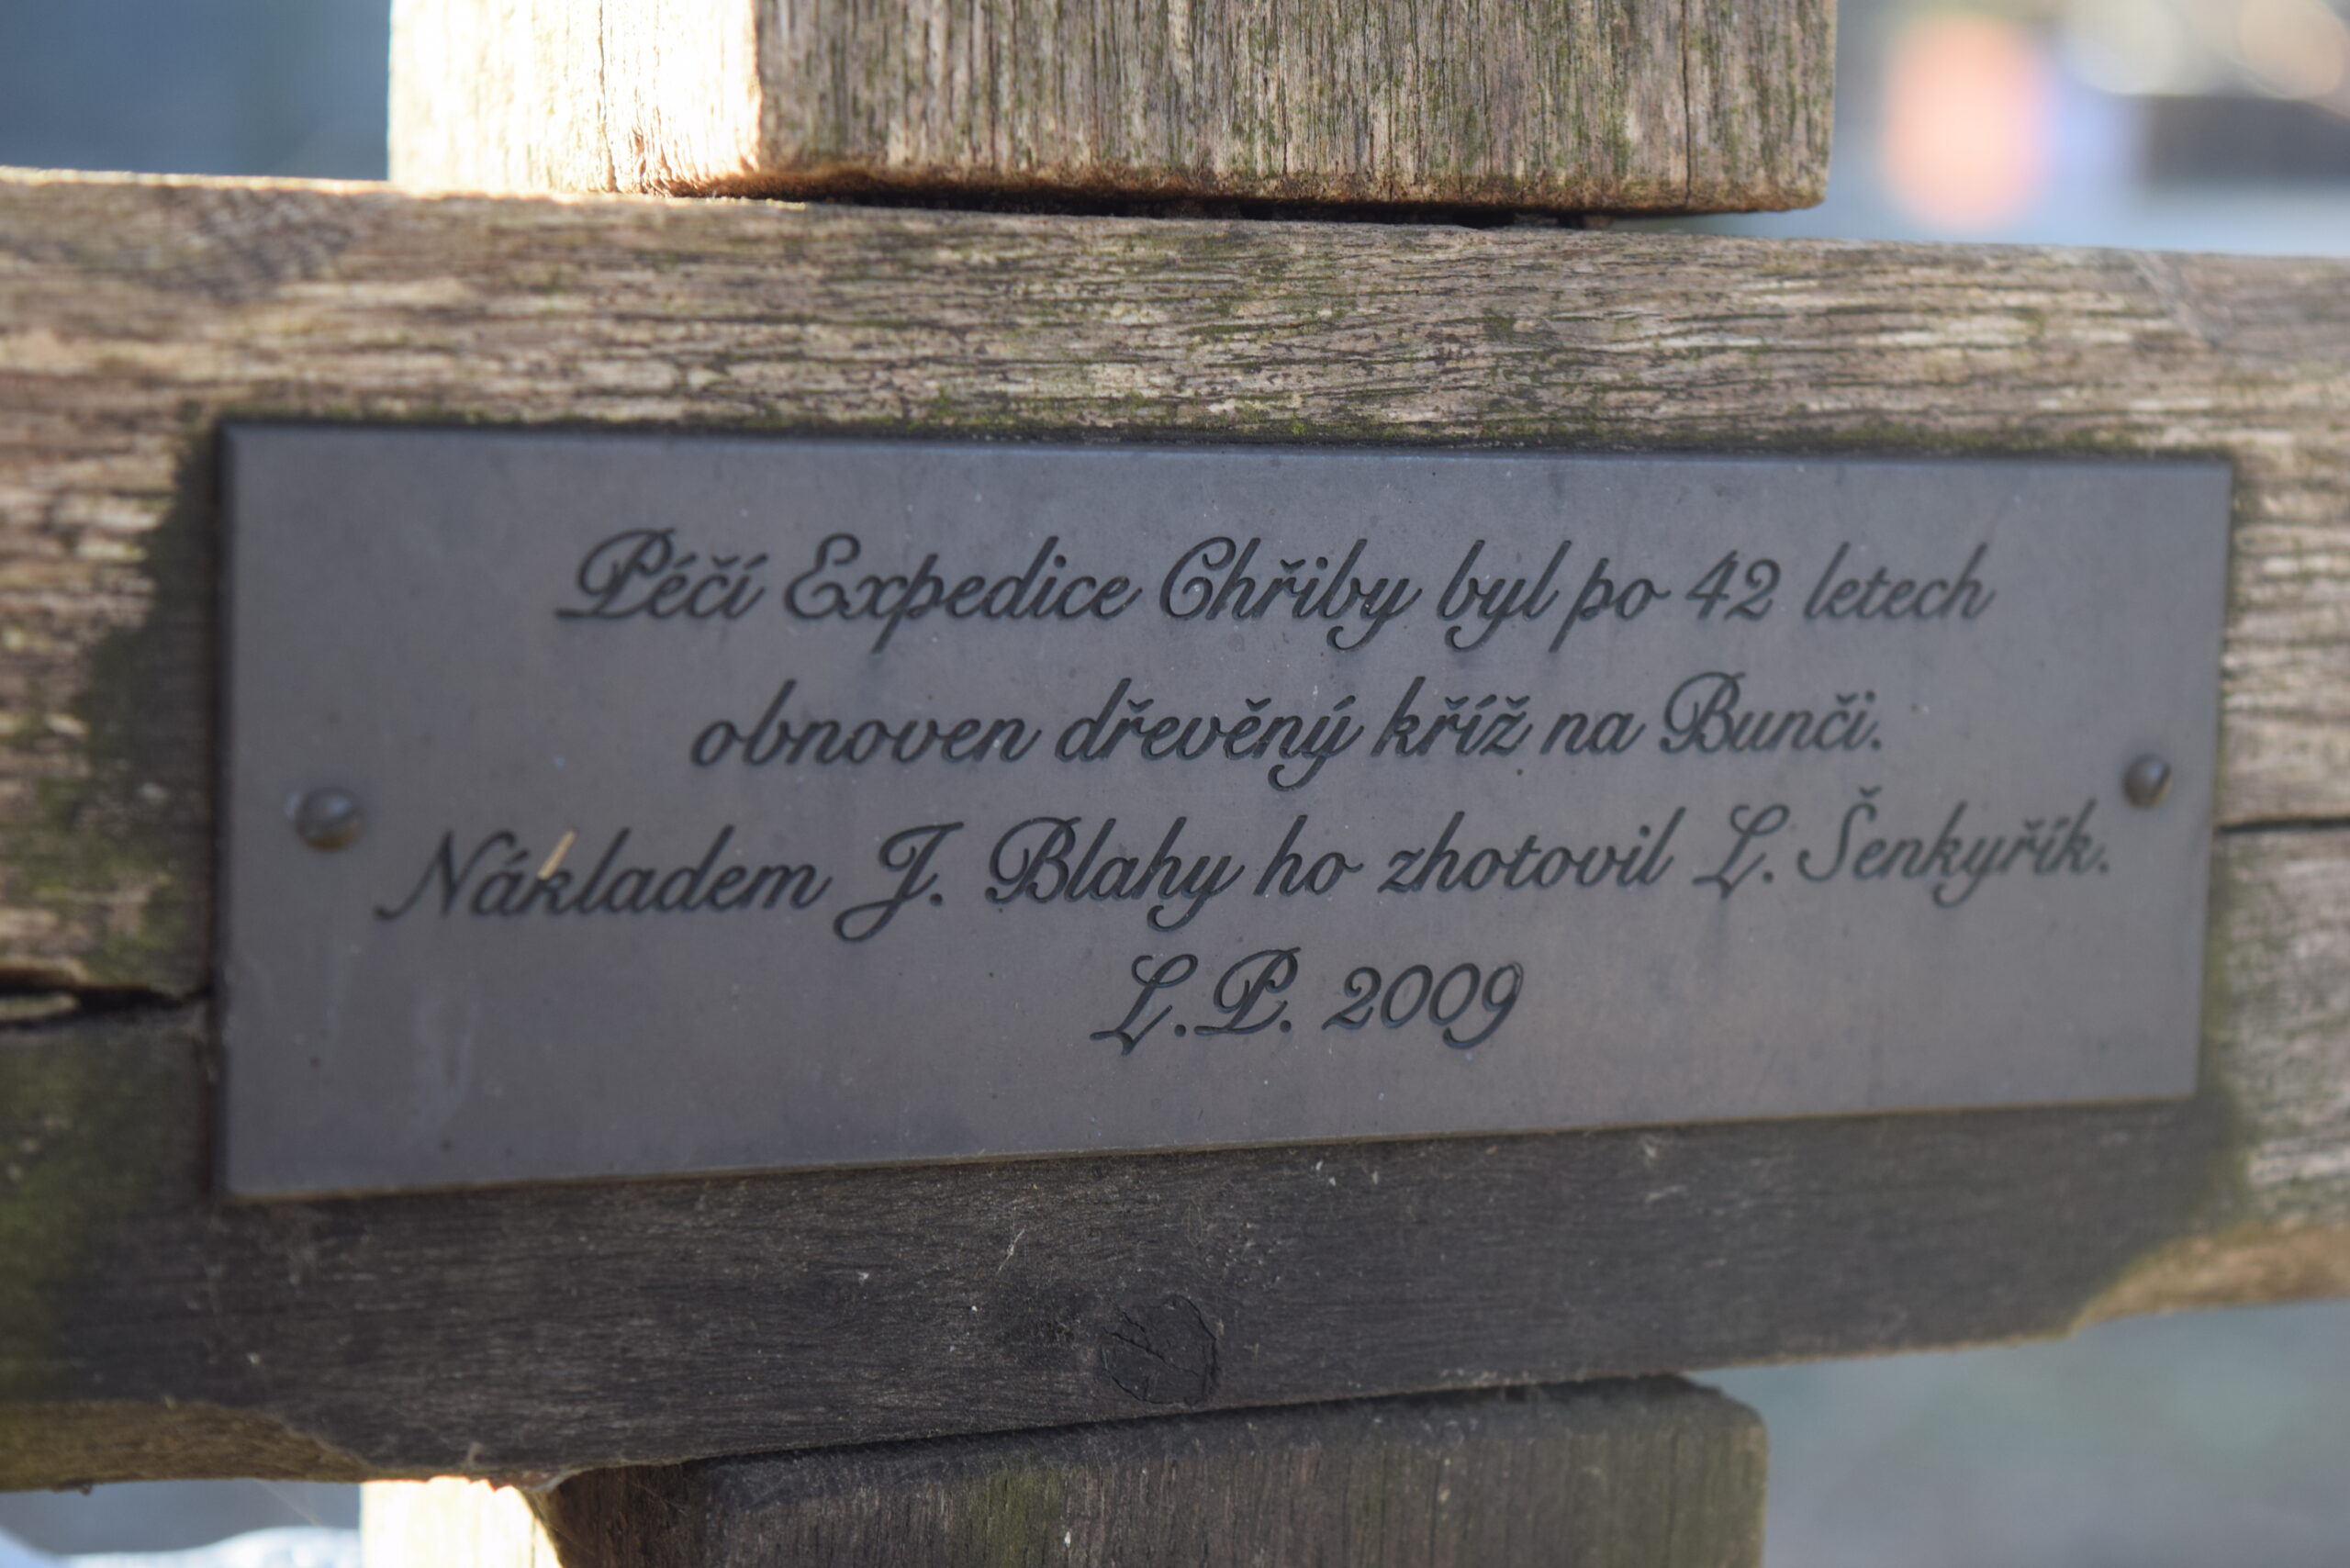 Péčí Expedice Chřiby byl po 42 letech
obnoven dřevěný kříž na Bunči.
Nákladem J. Blahy ho zhotovil L. Šenkyřík.
L.P. 2009